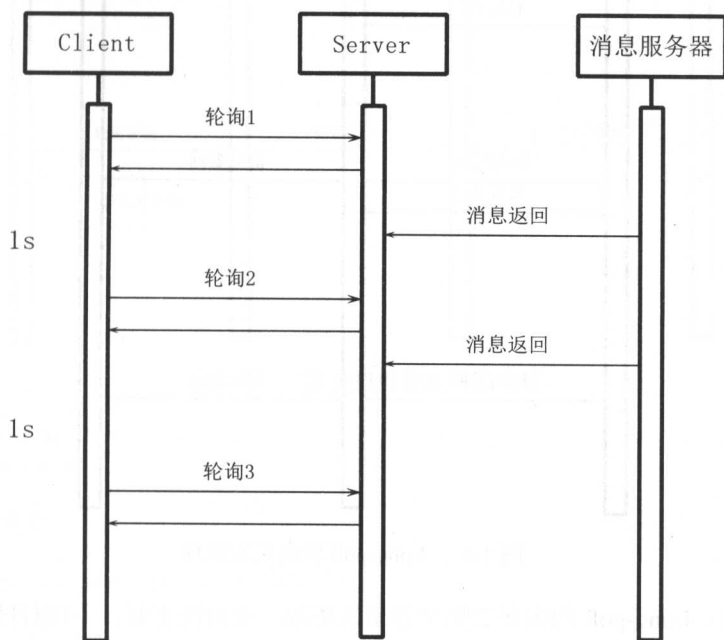 Client
Server
消息服务器
轮询1
消息返回
1s
轮询2
消息返回
1s
轮询3